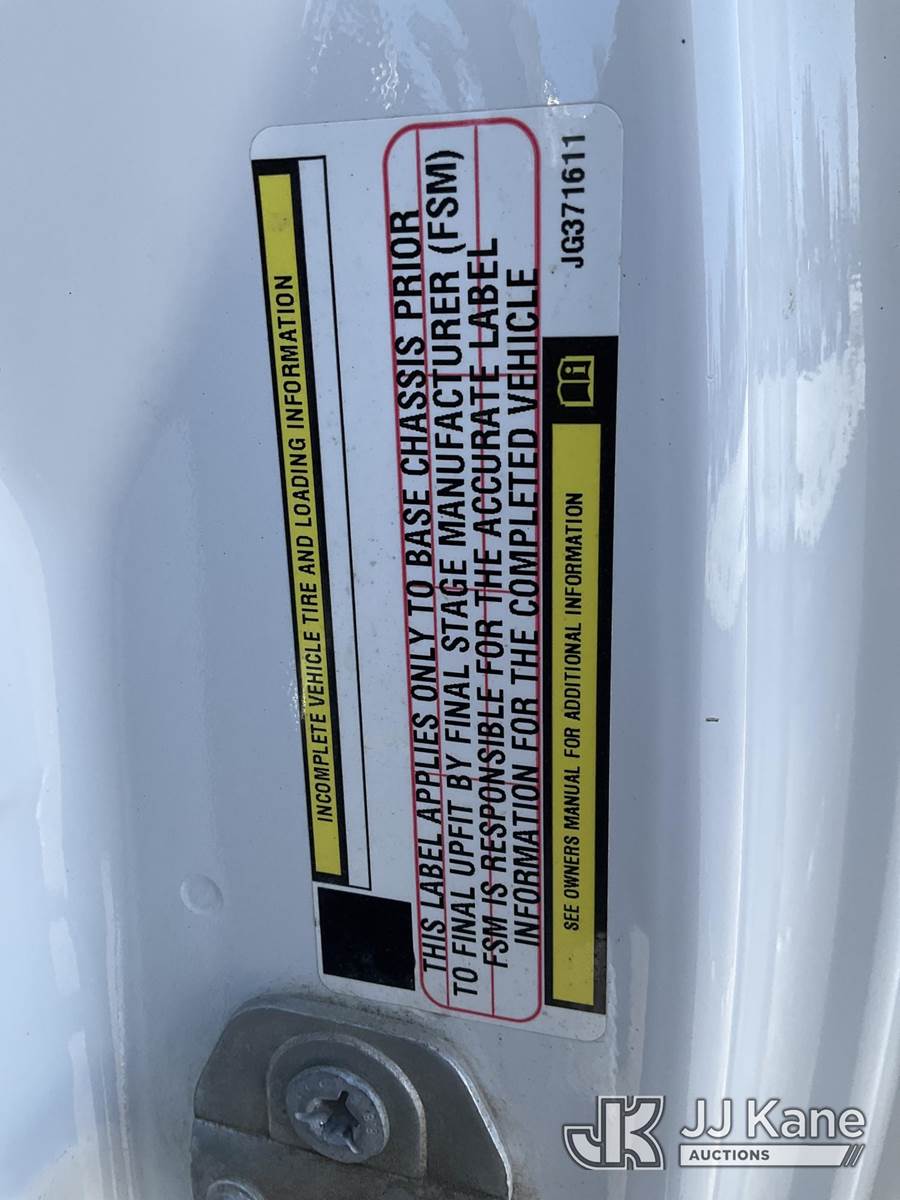 INCOMPLETE VEHICLE TIRE AND LOADING INFORMATION
THIS LABEL APPLIES ONLY TO BASE CHASSIS PRIOR
TO FINAL UPFIT BY FINAL STAGE MANUFACTURER (FSM)
FSM IS RESPONSIBLE FOR THE ACCURATE LABEL
INFORMATION FOR THE COMPLETED VEHICLE
SEE OWNERS MANUAL FOR ADDITIONAL INFORMATION
JG371611
JK JJ Kane
AUCTIONS